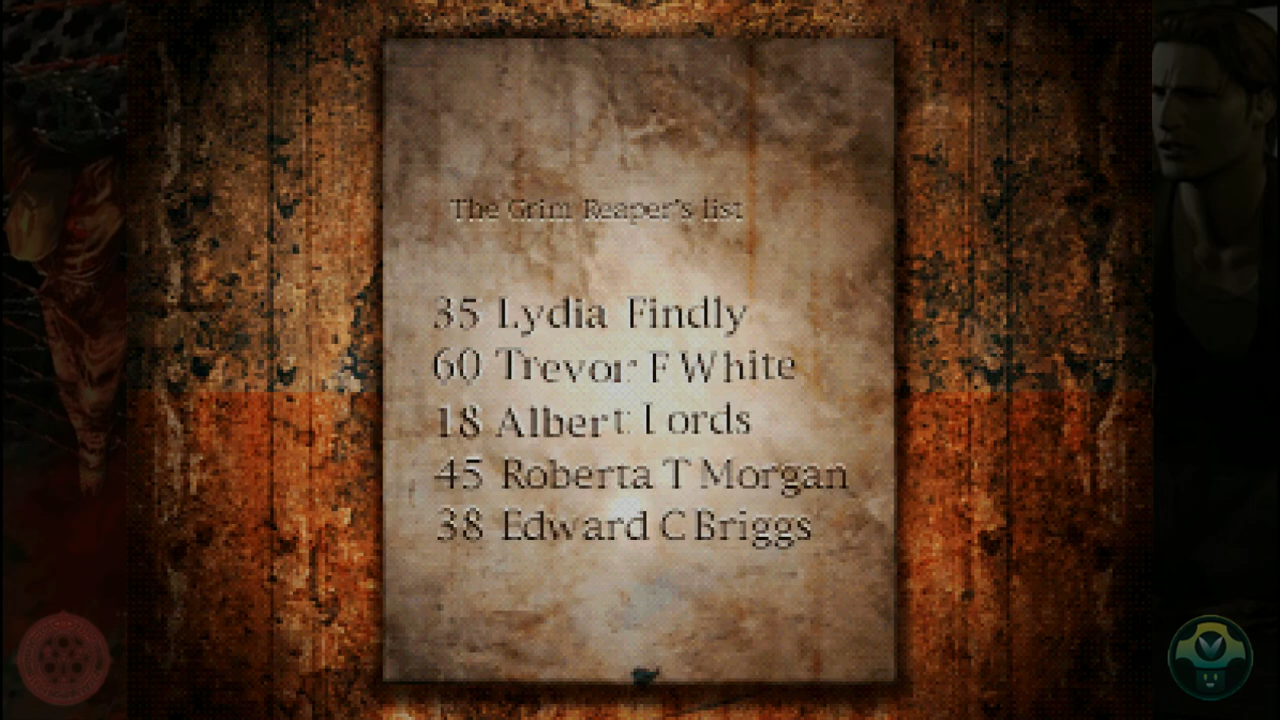 The Grim Reaper's list
35 Lydia Findly
60 Trevor F White
18 Albert Lords
45 Roberta T Morgan
38 Edward C Briggs